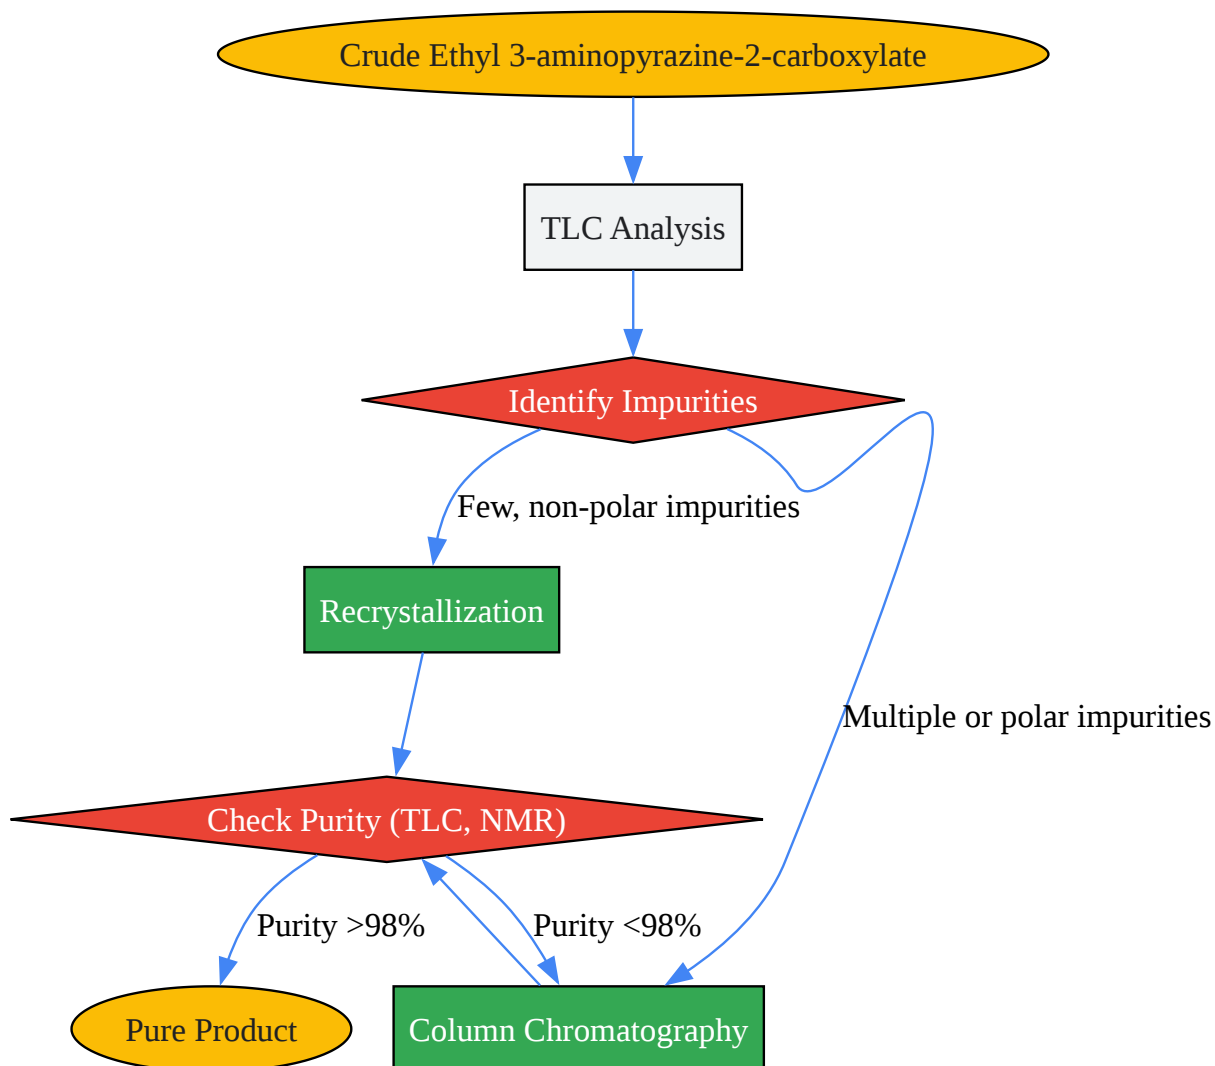 Crude Ethyl 3-aminopyrazine-2-carboxylate
TLC Analysis
Identify Impurities
Few, non-polar impurities
Recrystallization
Multiple or polar impurities
Check Purity (TLC, NMR)
Purity >98%
Purity <98%
Pure Product
Column Chromatography